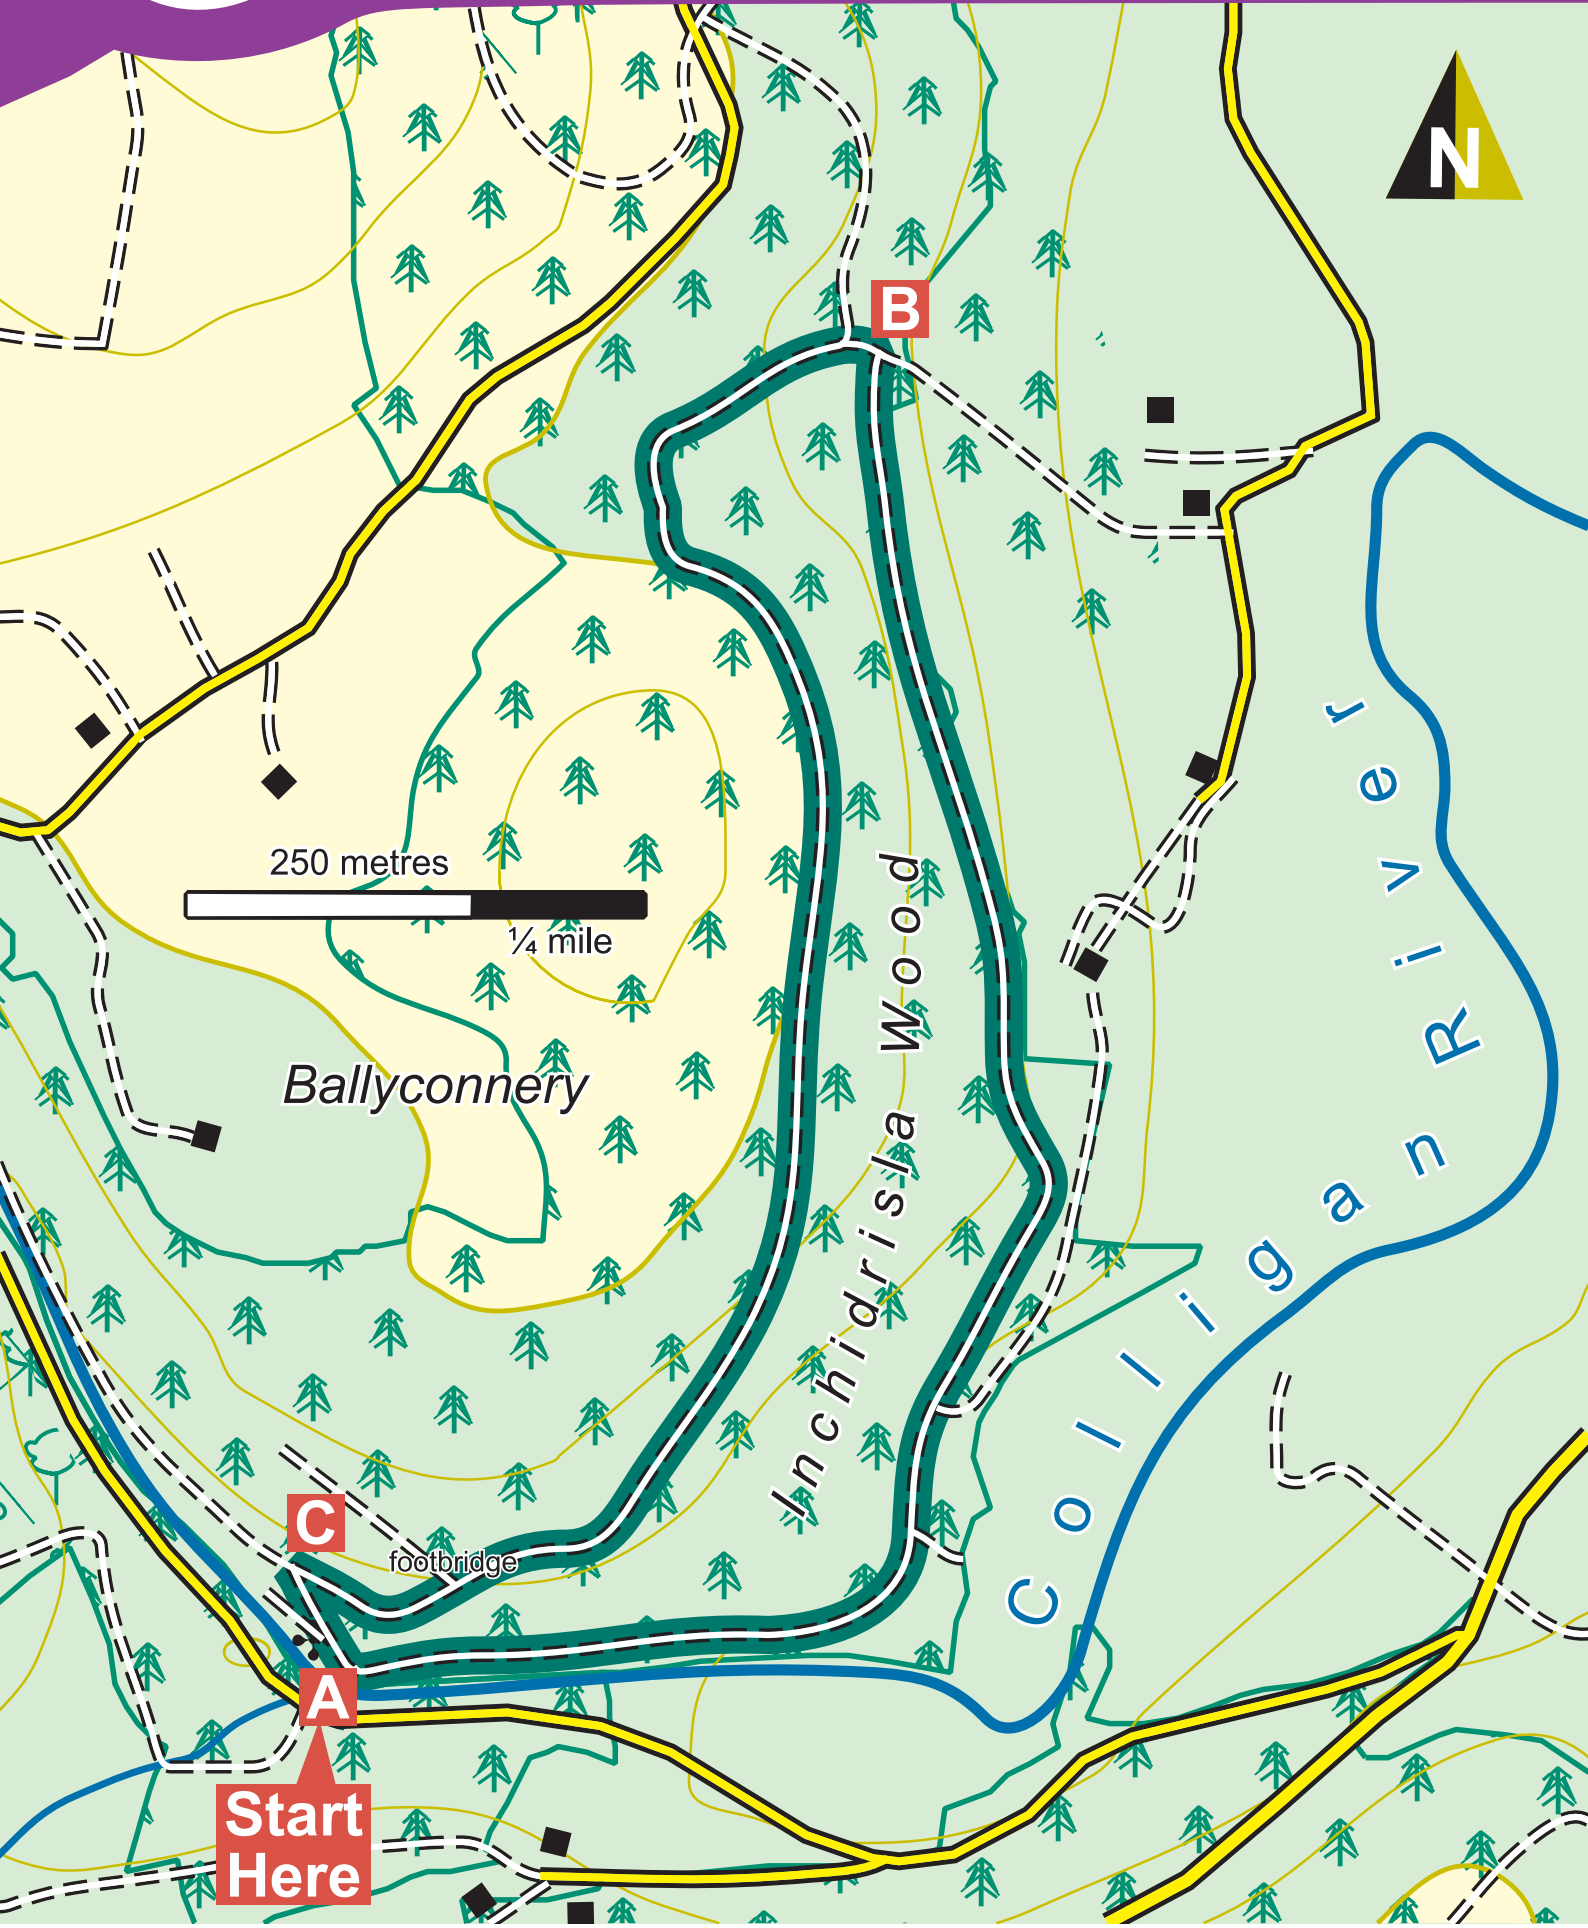 N
B
250 metres
¼ mile
Ballyconnery
Inchidrisla Wood
Colligan River
C
footbridge
A
Start
Here